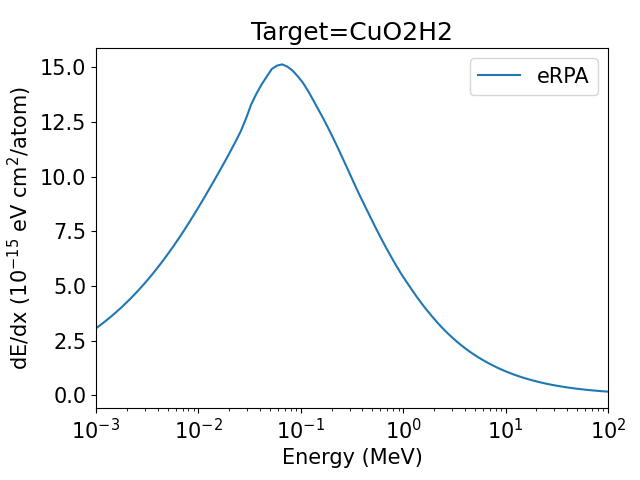 Target=CuO2H2
eRPA
dE/dx (10⁻¹⁵ eV cm²/atom)
15.0
12.5
10.0
7.5
5.0
2.5
0.0
10⁻³ 10⁻² 10⁻¹ 10⁰ 10¹ 10²
Energy (MeV)